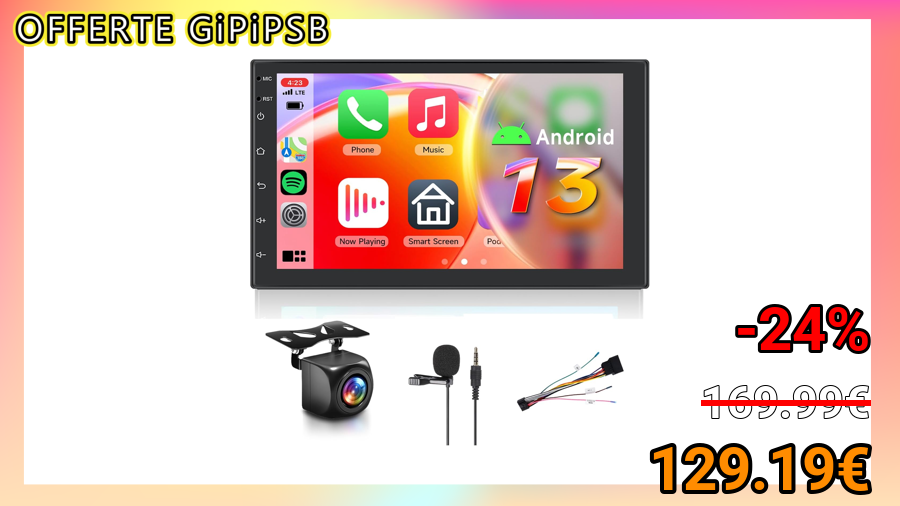 OFFERTE GiPiPSB
MIC
4:23
LTE
RST
Android
13
Phone
Music
Now Playing
Smart Screen
-24%
169.99€
129.19€